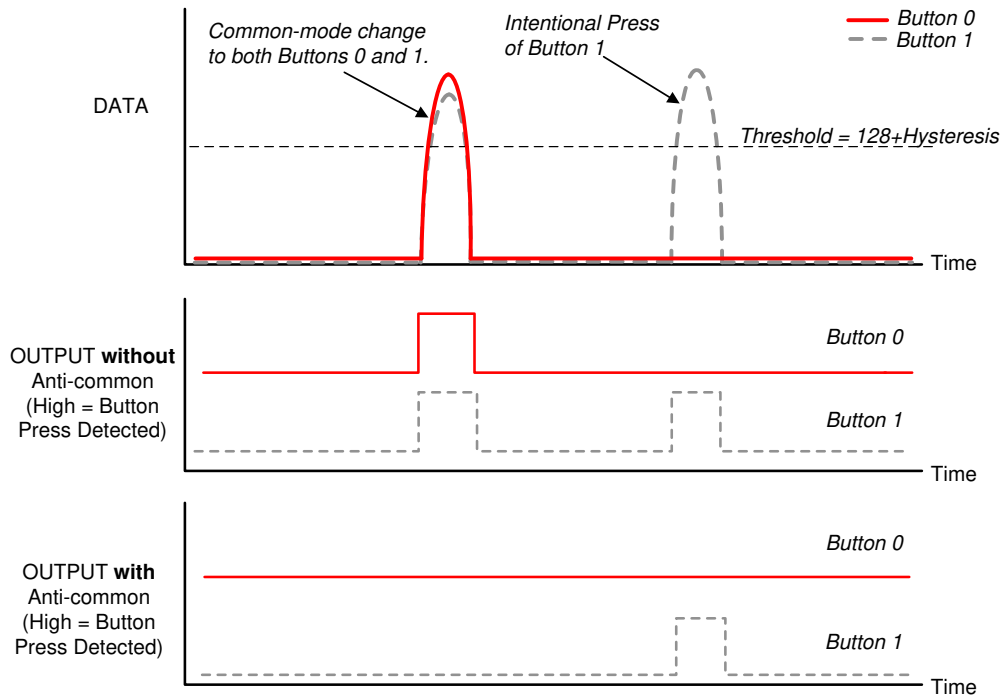 Common-mode change
to both Buttons 0 and 1.
Intentional Press
of Button 1
Button 0
Button 1
DATA
Threshold = 128+Hysteresis
Time
OUTPUT without
Anti-common
(High = Button
Press Detected)
Button 0
Button 1
Time
OUTPUT with
Anti-common
(High = Button
Press Detected)
Button 0
Button 1
Time